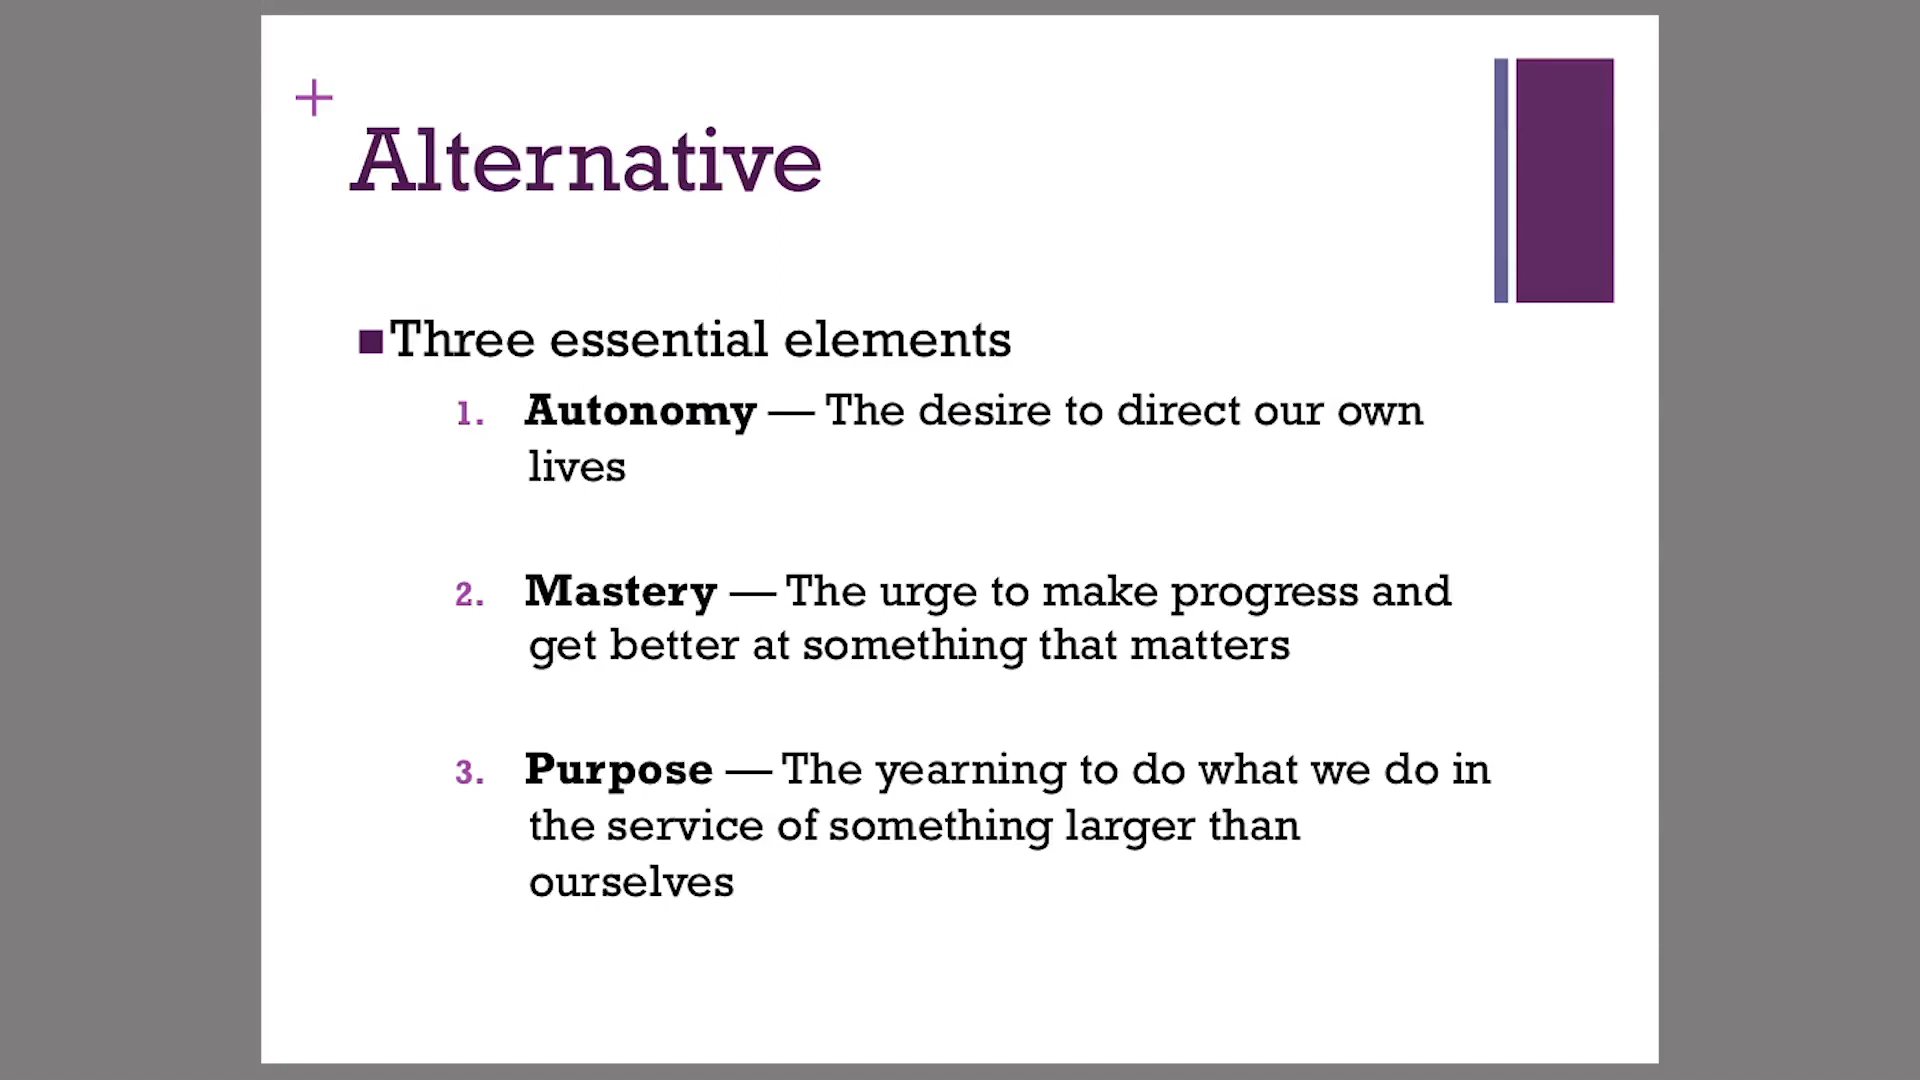 +
Alternative
■Three essential elements
1. Autonomy — The desire to direct our own
lives
2. Mastery — The urge to make progress and
get better at something that matters
3. Purpose — The yearning to do what we do in
the service of something larger than
ourselves